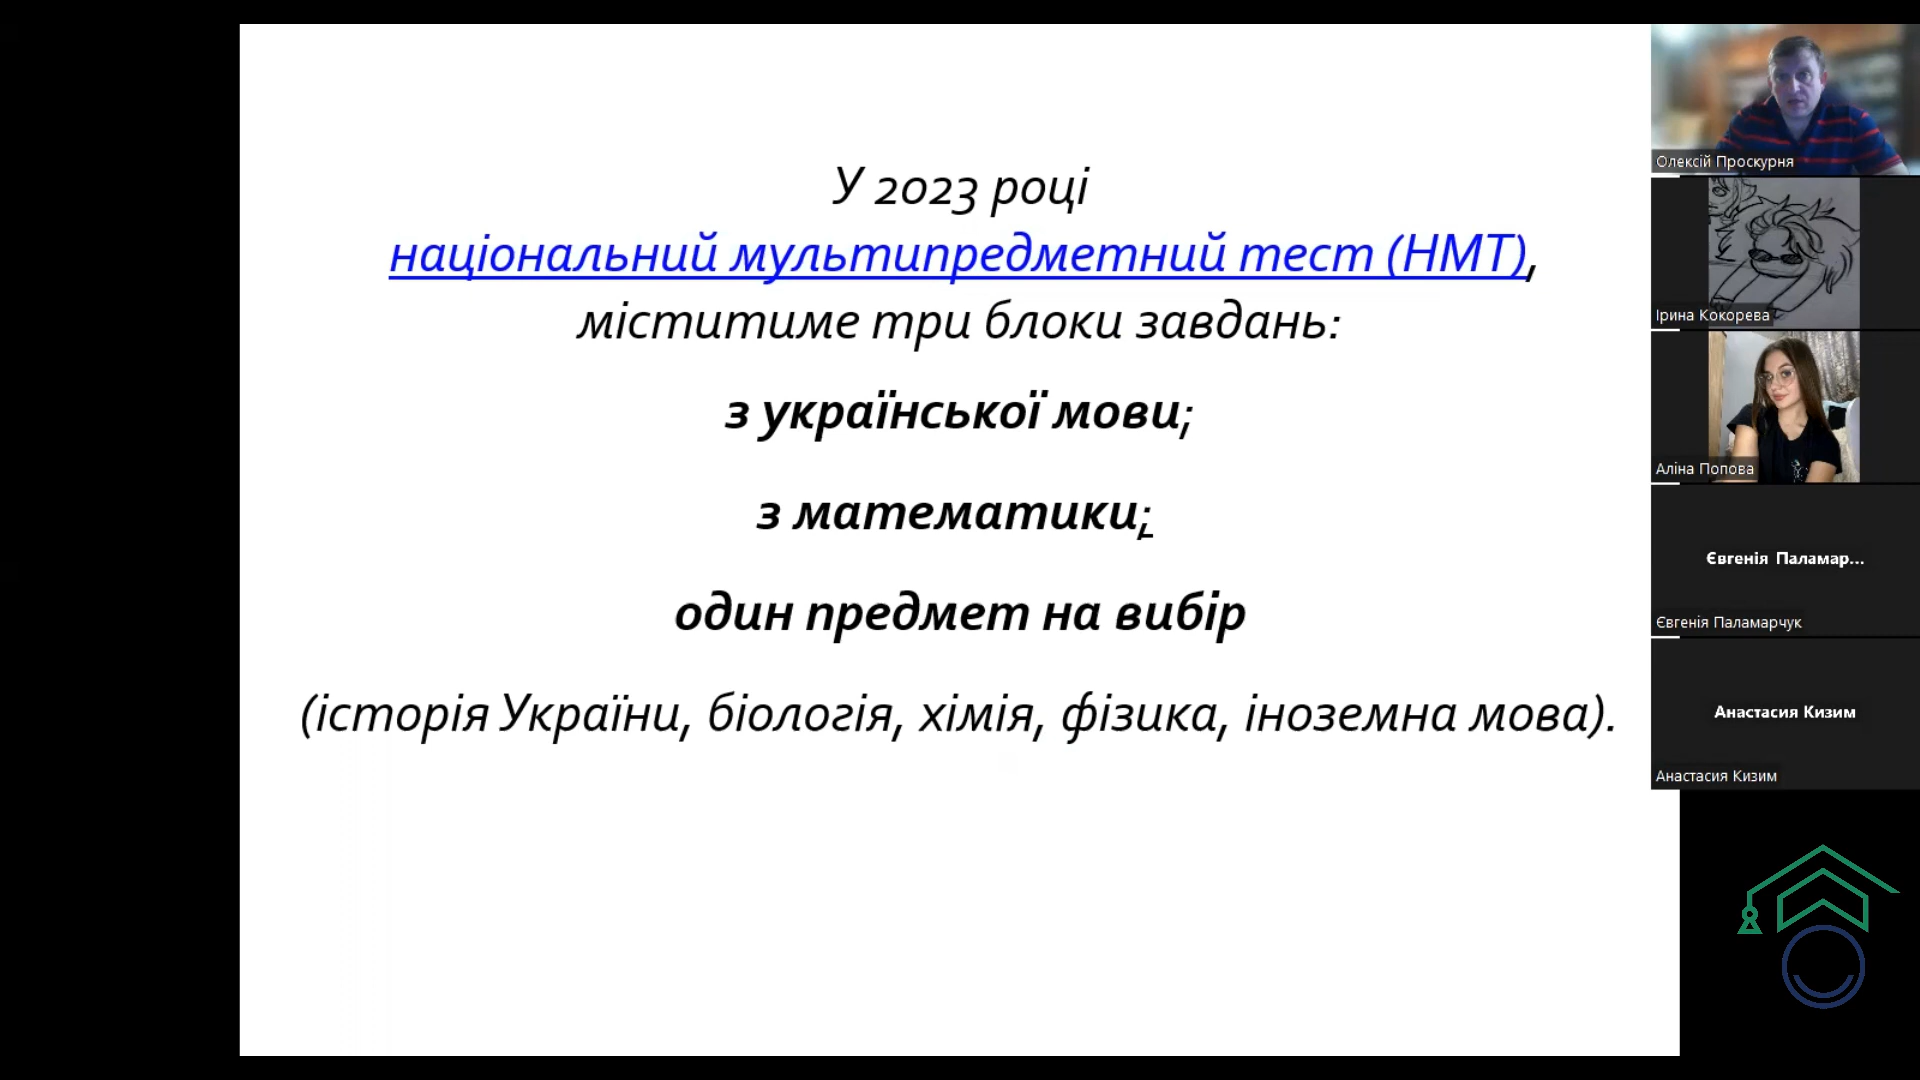 У 2023 році
національний мультипредметний тест (НМТ),
міститиме три блоки завдань:
з української мови;
з математики;
один предмет на вибір
(історія України, біологія, хімія, фізика, іноземна мова).
Олексій Проскурня
Ірина Кокорева
Аліна Попова
Євгенія Паламар...
Євгенія Паламарчук
Анастасия Кизим
Анастасия Кизим